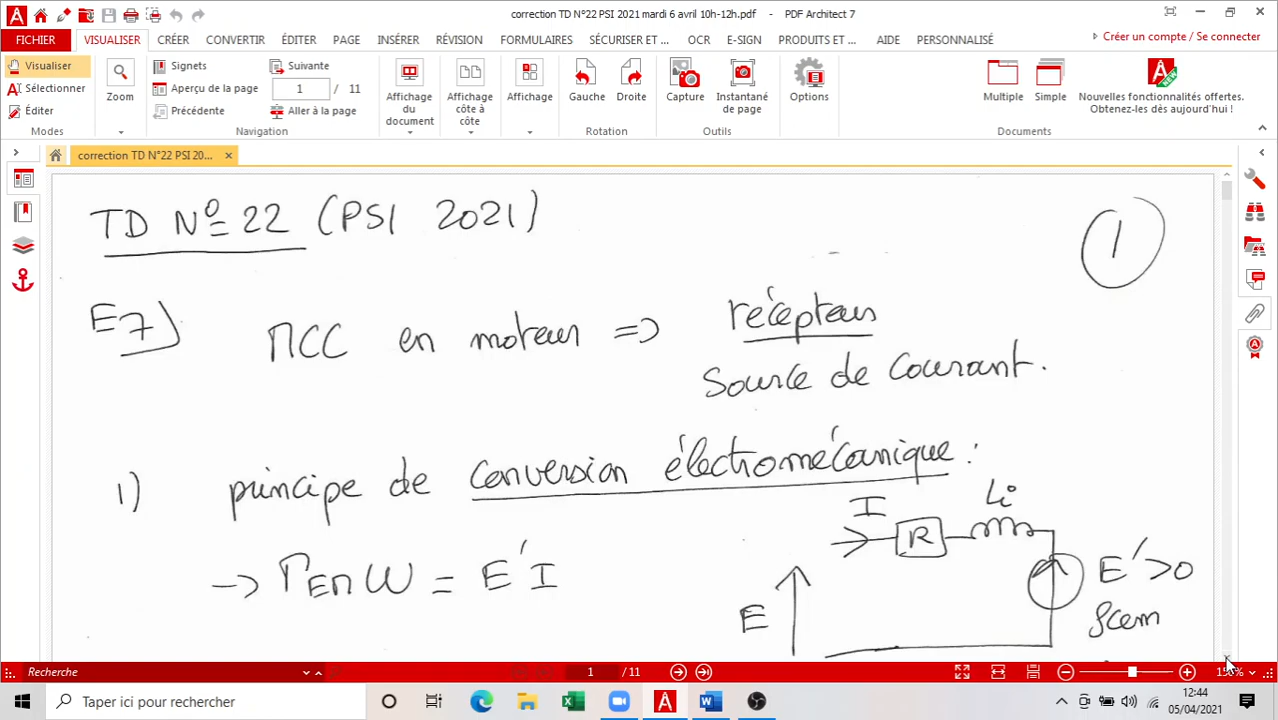 correction TD N°22 PSI 2021 mardi 6 avril 10h-12h.pdf - PDF Architect 7
FICHIER VISUALISER CRÉER CONVERTIR ÉDITER PAGE INSÉRER RÉVISION FORMULAIRES SÉCURISER ET ... OCR E-SIGN PRODUITS ET ... AIDE PERSONNALISÉ Créer un compte / Se connecter
Visualiser
Sélectionner
Éditer
Modes
Zoom
Signets
Aperçu de la page
Précédente
Suivante
1 / 11
Aller à la page
Navigation
Affichage du document
Affichage côte à côte
Affichage
Gauche Droite
Rotation
Capture
Instantané de page
Outils
Options
Multiple Simple
Nouvelles fonctionnalités offertes.
Obtenez-les dès aujourd'hui !
Documents
correction TD N°22 PSI 20... ×
TD Nº 22 (PSI 2021)
1
E7) MCC en moteur => récepteur
Source de courant.
1) principe de conversion électromécanique :
I R Li
-> ΓEM ω = E'I
E E'>0
fcem
Recherche 1 / 11 150%
Taper ici pour rechercher
12:44
05/04/2021